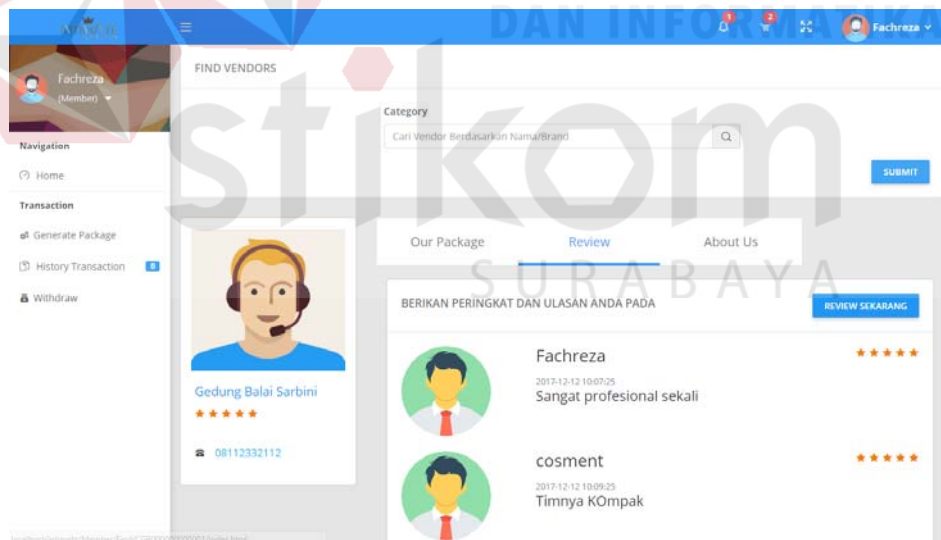 DAN INFORMATIKA
1
2
Fachreza
Fachreza
(Member)
Navigation
Home
Transaction
Generate Package
History Transaction
Withdraw
FIND VENDORS
Category
Cari Vendor Berdasarkan Nama/Brand
SUBMIT
stikom
SURABAYA
Gedung Balai Sarbini
08112332112
Our Package
Review
About Us
BERIKAN PERINGKAT DAN ULASAN ANDA PADA
REVIEW SEKARANG
Fachreza
2017-12-12 10:07:25
Sangat profesional sekali
cosment
2017-12-12 10:09:25
Timnya KOmpak